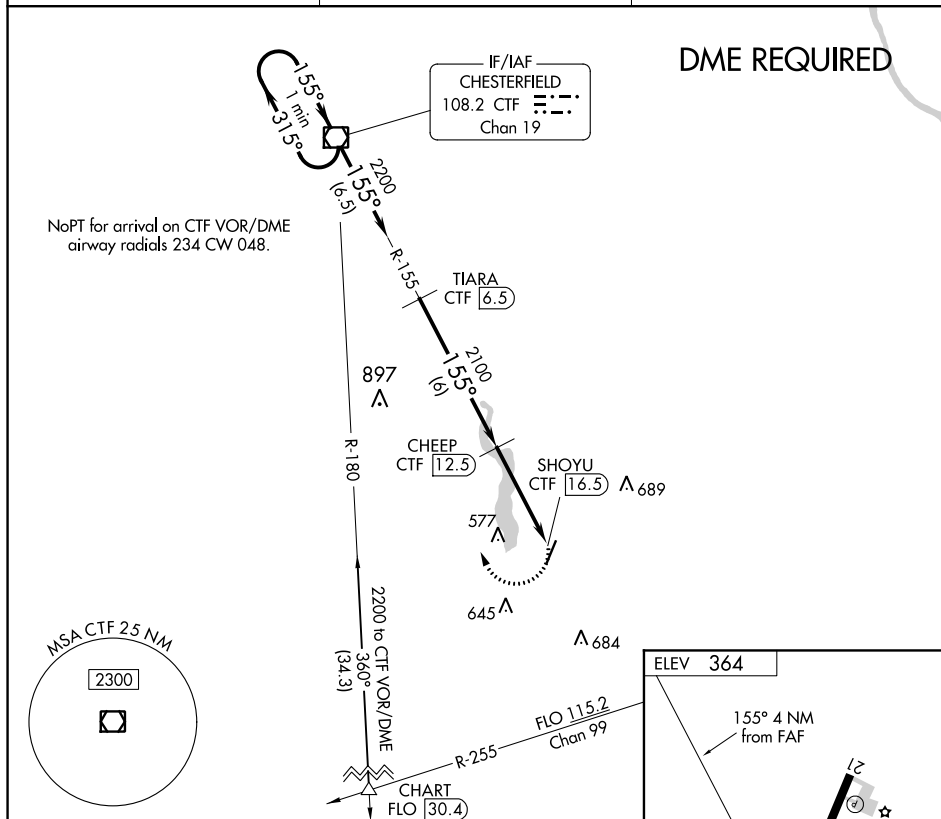 DME REQUIRED
IF/IAF
CHESTERFIELD
108.2 CTF
Chan 19
155°
1 min
315°
2200
155°
(6.5)
NoPT for arrival on CTF VOR/DME
airway radials 234 CW 048.
R-155
TIARA
CTF 6.5
2100
155°
(6)
897
R-180
CHEEP
CTF 12.5
SHOYU
CTF 16.5
689
577
645
684
2200 to CTF VOR/DME
360°
(34.3)
MSA CTF 25 NM
2300
FLO 115.2
Chan 99
R-255
CHART
FLO 30.4
ELEV 364
155° 4 NM
from FAF
21
P